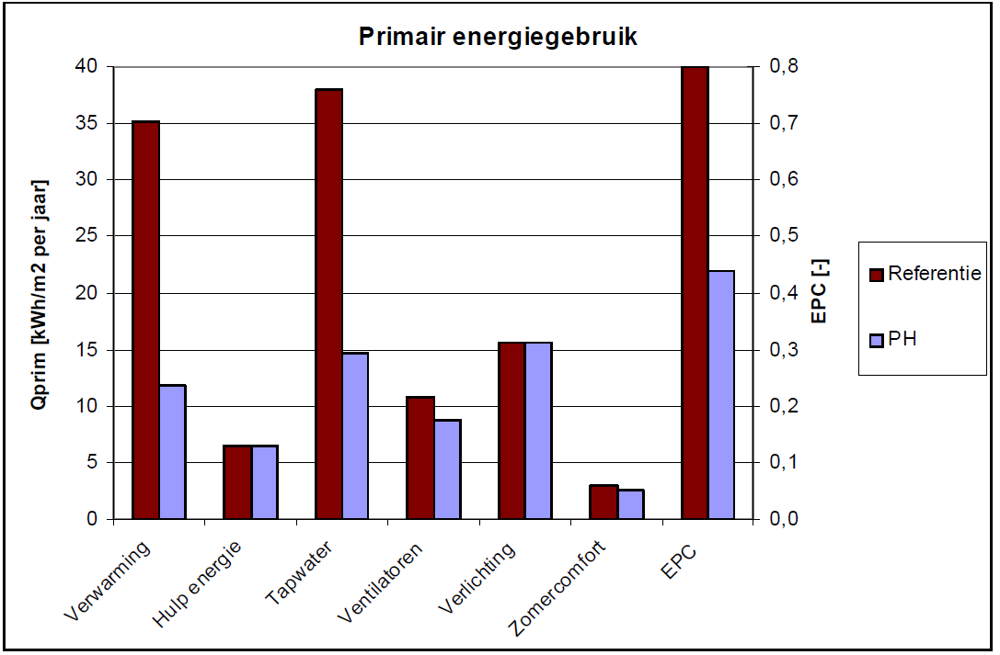 Primair energiegebruik
40
35
30
25
20
15
10
5
0
Qprim [kWh/m2 per jaar]
0,8
0,7
0,6
0,5
0,4
0,3
0,2
0,1
0,0
EPC [-]
Verwarming
Hulp energie
Tapwater
Ventilatoren
Verlichting
Zomercomfort
EPC
Referentie
PH